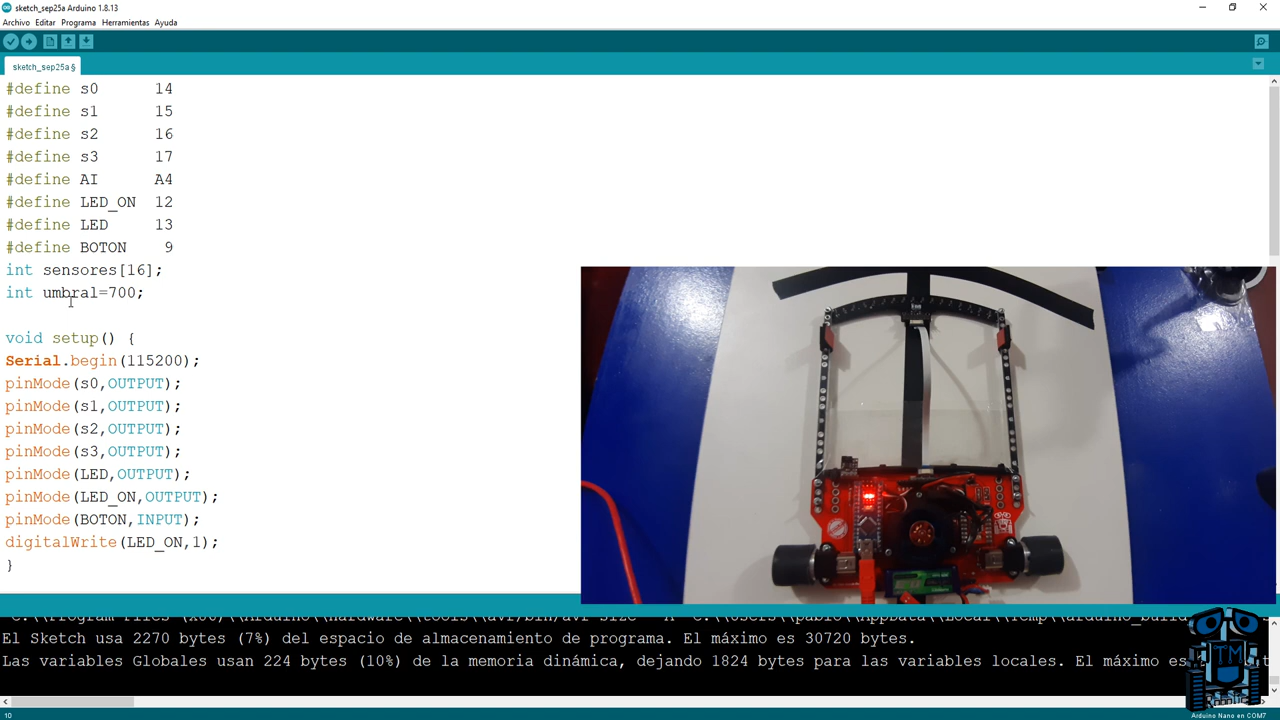 sketch_sep25a Arduino 1.8.13
Archivo Editar Programa Herramientas Ayuda
sketch_sep25a §
#define s0 14
#define s1 15
#define s2 16
#define s3 17
#define AI A4
#define LED_ON 12
#define LED 13
#define BOTON 9
int sensores[16];
int umbral=700;
void setup() {
Serial.begin(115200);
pinMode(s0,OUTPUT);
pinMode(s1,OUTPUT);
pinMode(s2,OUTPUT);
pinMode(s3,OUTPUT);
pinMode(LED,OUTPUT);
pinMode(LED_ON,OUTPUT);
pinMode(BOTON,INPUT);
digitalWrite(LED_ON,1);
}
El Sketch usa 2270 bytes (7%) del espacio de almacenamiento de programa. El máximo es 30720 bytes.
Las variables Globales usan 224 bytes (10%) de la memoria dinámica, dejando 1824 bytes para las variables locales. El máximo es
TM
10
Arduino Nano en COM7